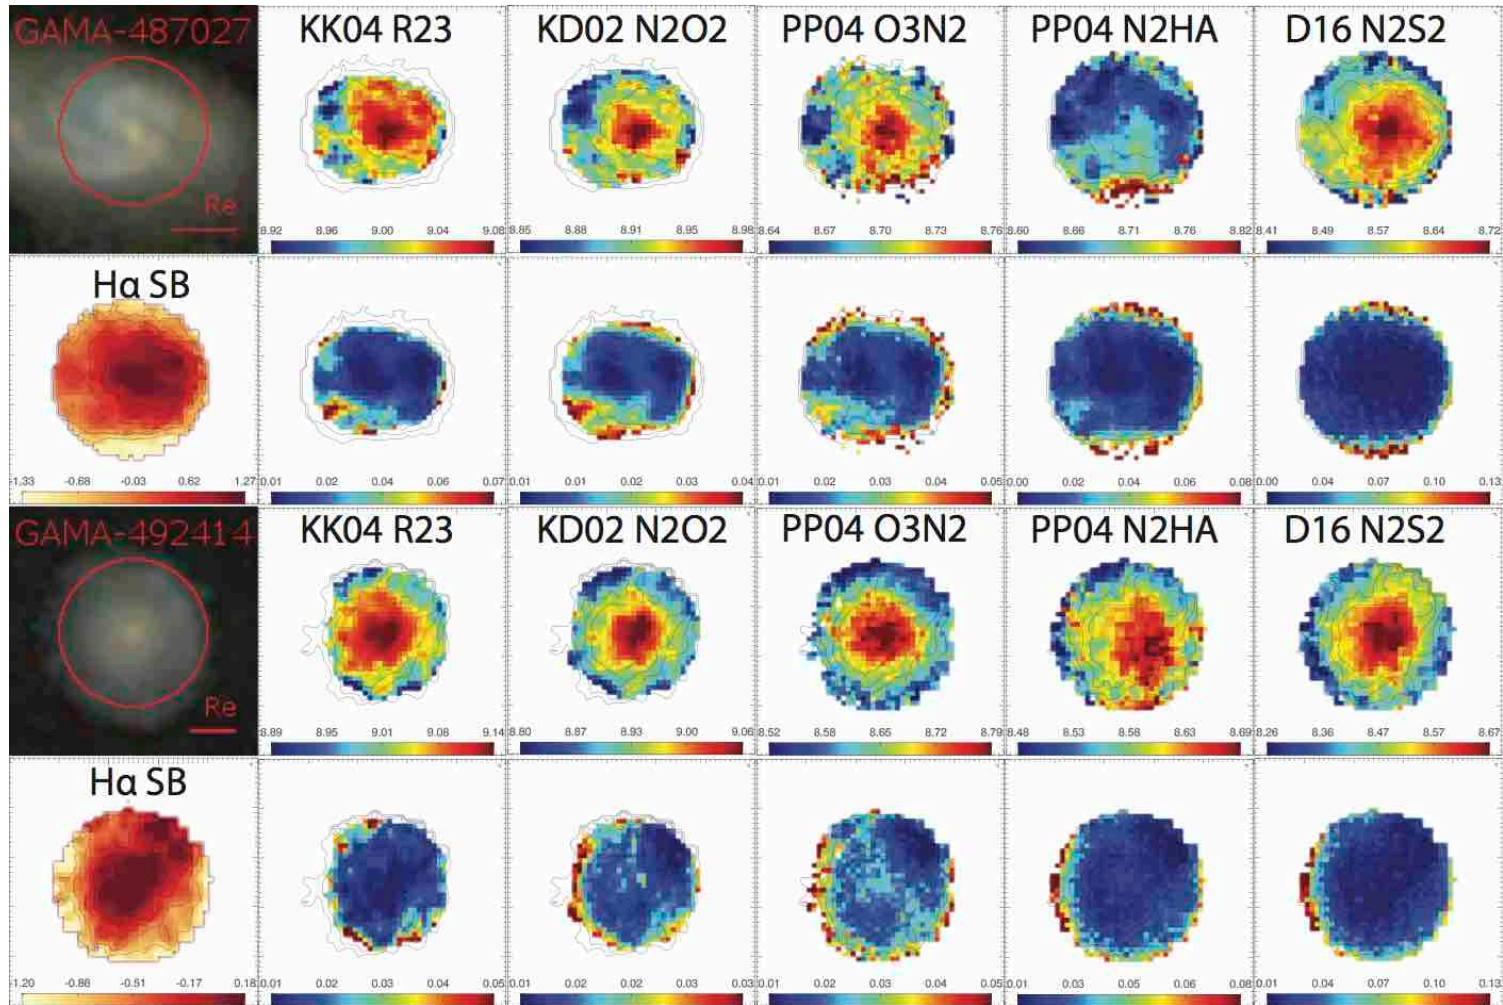 GAMA-487027 KK04 R23 KD02 N2O2 PP04 O3N2 PP04 N2HA D16 N2S2
Re
8.92 8.96 9.00 9.04 9.08 8.85 8.88 8.91 8.95 8.98 8.64 8.67 8.70 8.73 8.76 8.60 8.66 8.71 8.76 8.82 8.41 8.49 8.57 8.64 8.72
Hα SB
-1.33 -0.68 -0.03 0.62 1.27 0.01 0.02 0.04 0.06 0.07 0.01 0.01 0.02 0.03 0.04 0.01 0.02 0.03 0.04 0.05 0.00 0.02 0.04 0.06 0.08 0.00 0.04 0.07 0.10 0.13
GAMA-492414 KK04 R23 KD02 N2O2 PP04 O3N2 PP04 N2HA D16 N2S2
Re
8.89 8.95 9.01 9.08 9.14 8.80 8.87 8.93 9.00 9.06 8.52 8.58 8.65 8.72 8.79 8.48 8.53 8.58 8.63 8.69 8.26 8.36 8.47 8.57 8.67
Hα SB
-1.20 -0.86 -0.51 -0.17 0.18 0.01 0.02 0.03 0.04 0.05 0.01 0.01 0.02 0.03 0.03 0.01 0.02 0.03 0.04 0.05 0.01 0.03 0.05 0.06 0.08 0.01 0.04 0.07 0.10 0.13